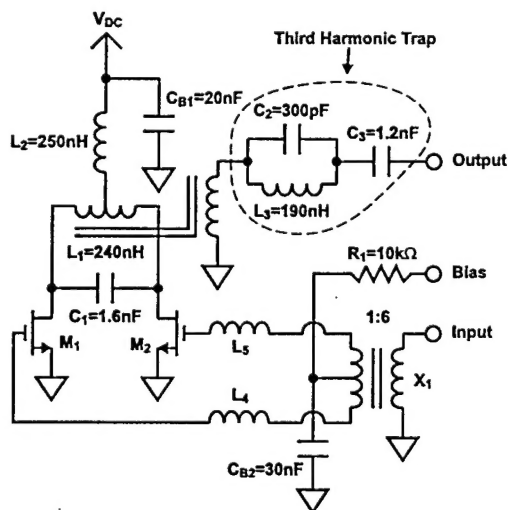 V_DC
Third Harmonic Trap
C_B1=20nF
C_2=300pF
C_3=1.2nF
L_2=250nH
Output
L_3=190nH
L_1=240nH
R_1=10kΩ
Bias
C_1=1.6nF
1:6
Input
M_1
M_2
L_5
X_1
L_4
C_B2=30nF